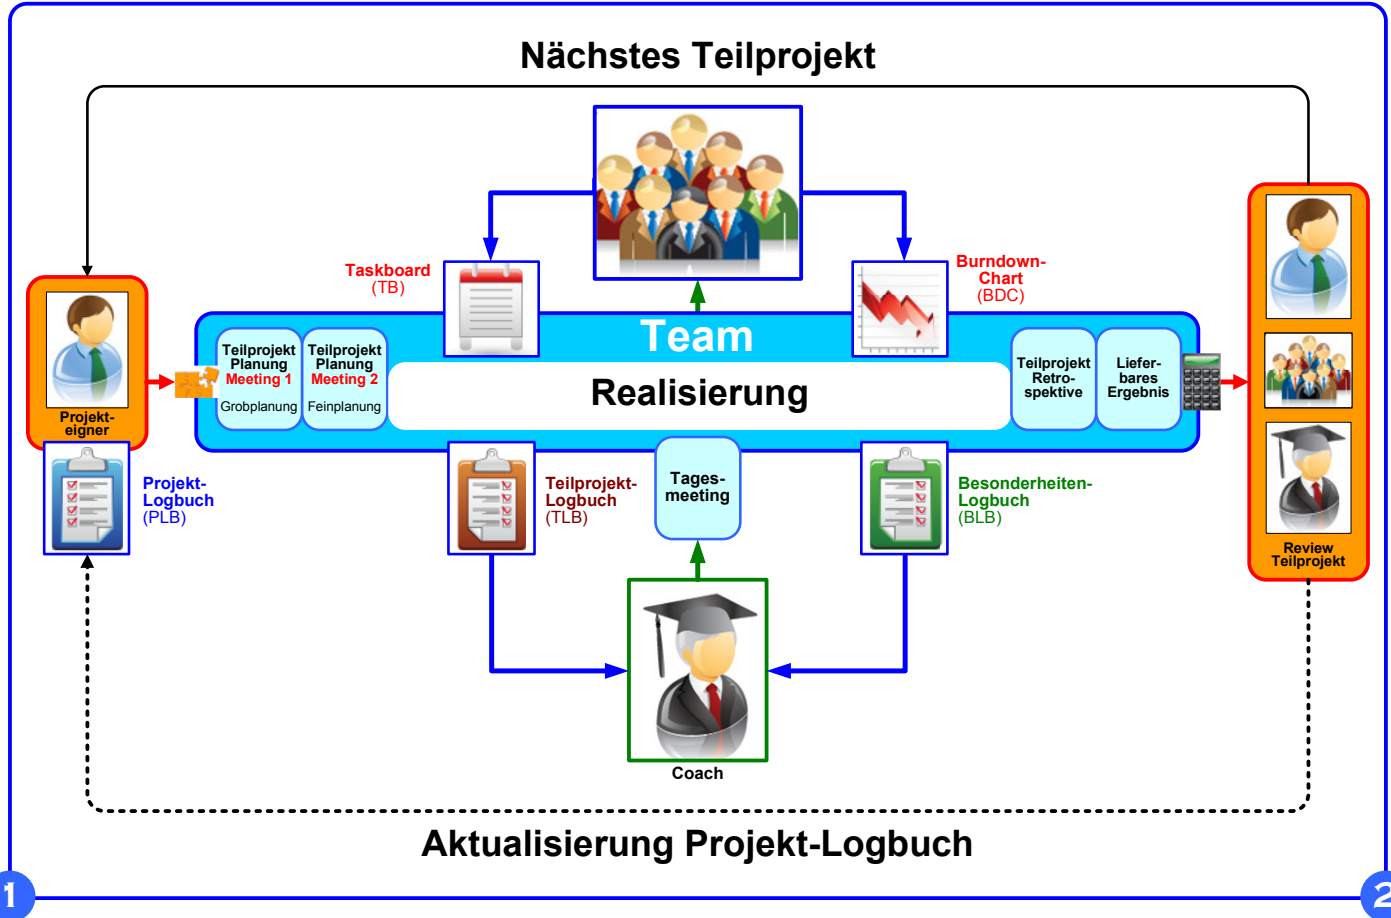 Nächstes Teilprojekt
Taskboard
(TB)
Burndown-
Chart
(BDC)
Team
Realisierung
Teilprojekt
Planung
Meeting 1
Grobplanung
Teilprojekt
Planung
Meeting 2
Feinplanung
Teilprojekt
Retro-
spektive
Liefer-
bares
Ergebnis
Projekt-
eigner
Projekt-
Logbuch
(PLB)
Teilprojekt-
Logbuch
(TLB)
Tages-
meeting
Besonderheiten-
Logbuch
(BLB)
Review
Teilprojekt
Coach
Aktualisierung Projekt-Logbuch
1
2